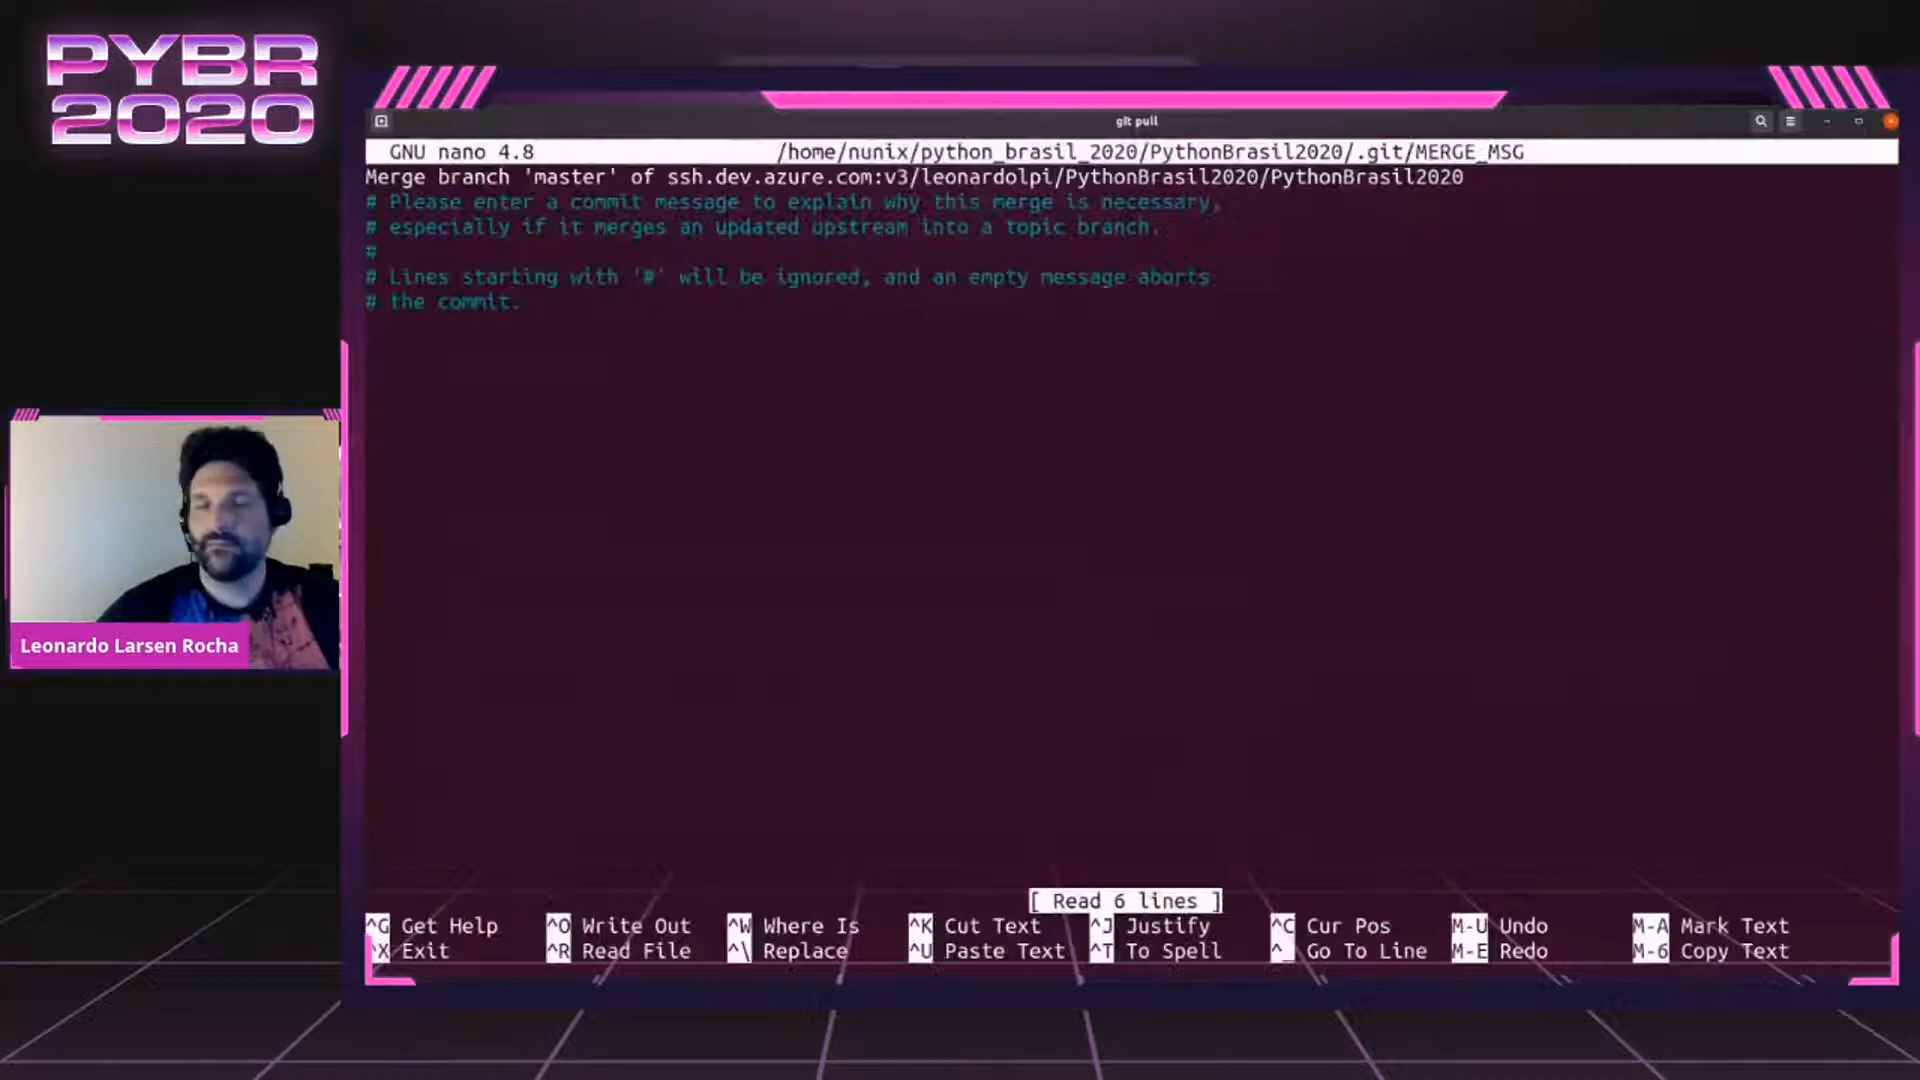 PYBR
2020
git pull
GNU nano 4.8 /home/nunix/python_brasil_2020/PythonBrasil2020/.git/MERGE_MSG
Merge branch 'master' of ssh.dev.azure.com:v3/leonardolpi/PythonBrasil2020/PythonBrasil2020
# Please enter a commit message to explain why this merge is necessary,
# especially if it merges an updated upstream into a topic branch.
#
# Lines starting with '#' will be ignored, and an empty message aborts
# the commit.
Leonardo Larsen Rocha
[ Read 6 lines ]
^G Get Help ^O Write Out ^W Where Is ^K Cut Text ^J Justify ^C Cur Pos M-U Undo M-A Mark Text
^X Exit ^R Read File ^\ Replace ^U Paste Text ^T To Spell ^_ Go To Line M-E Redo M-6 Copy Text